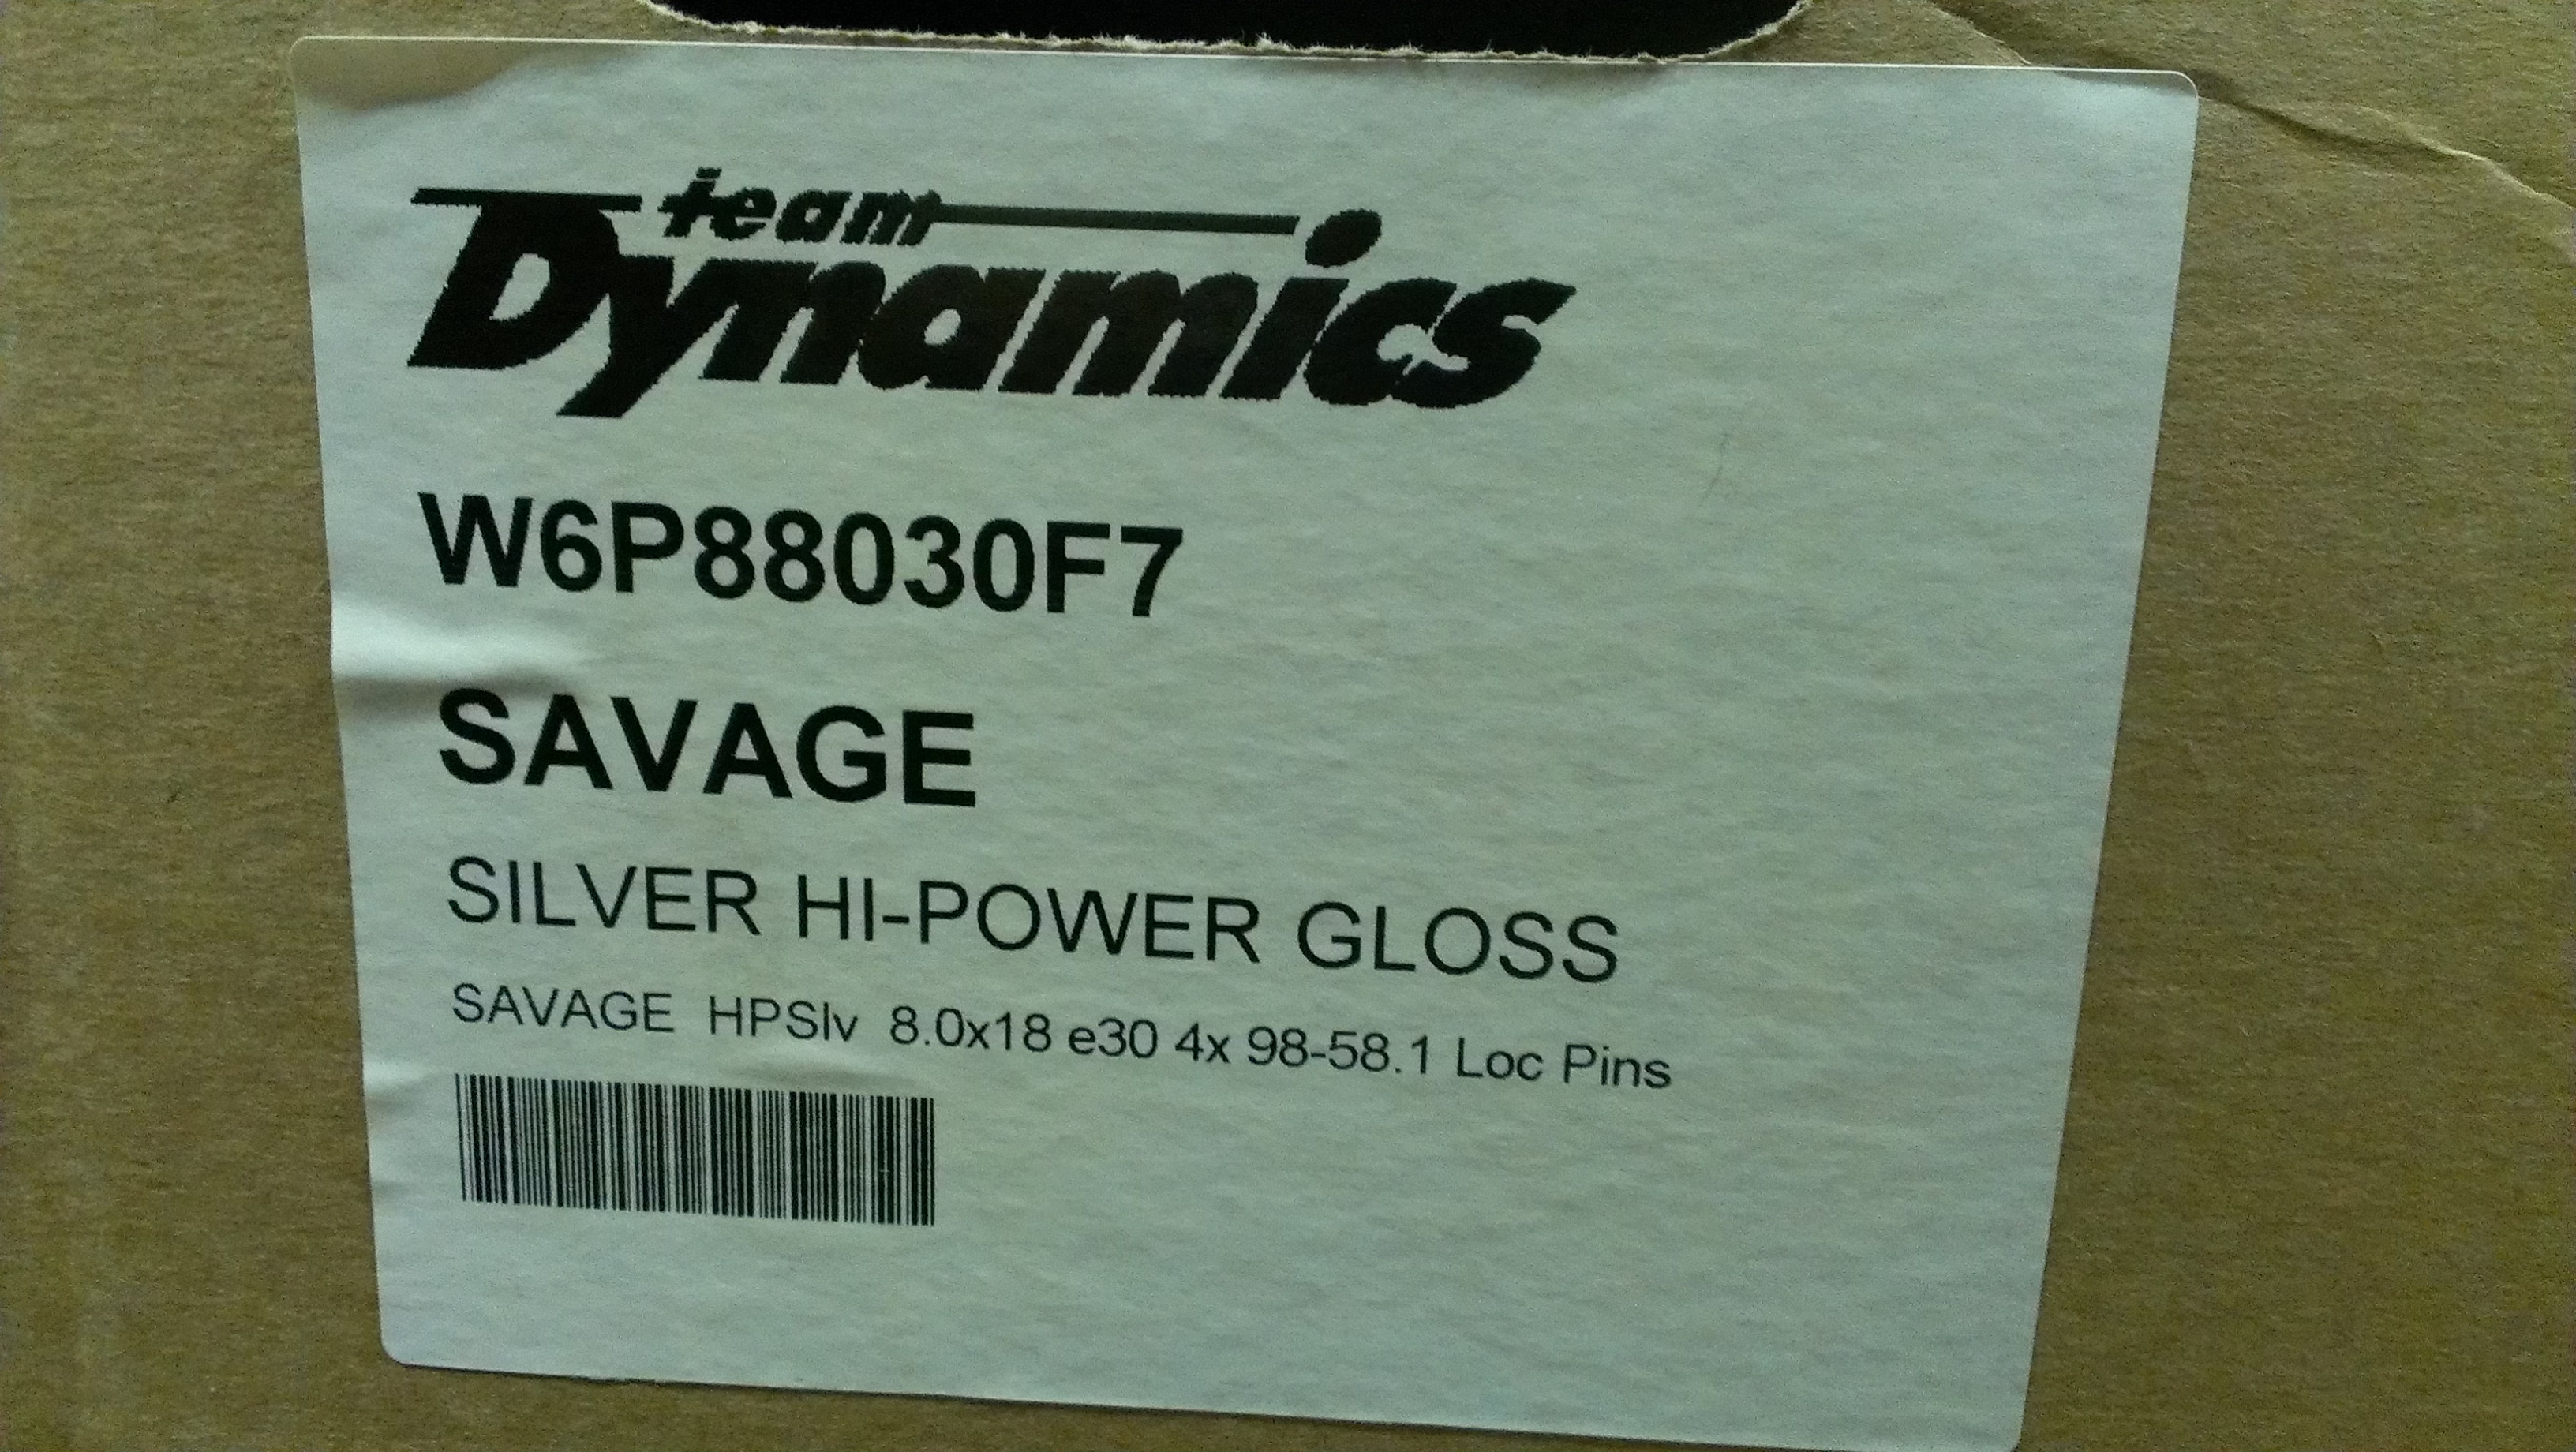 team
Dynamics
W6P88030F7
SAVAGE
SILVER HI-POWER GLOSS
SAVAGE HPSlv 8.0x18 e30 4x 98-58.1 Loc Pins